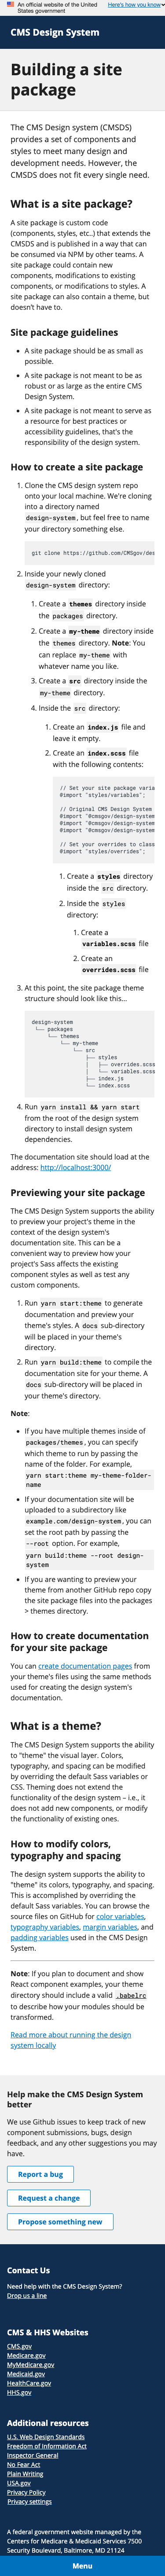 An official website of the United
States government
Here's how you know
CMS Design System
Building a site
package
The CMS Design system (CMSDS)
provides a set of components and
styles to meet many design and
development needs. However, the
CMSDS does not fit every single need.
What is a site package?
A site package is custom code
(components, styles, etc..) that extends the
CMSDS and is published in a way that can
be consumed via NPM by other teams. A
site package could contain new
components, modifications to existing
components, or modifications to styles. A
site package can also contain a theme, but
doesn't have to.
Site package guidelines
A site package should be as small as
possible.
A site package is not meant to be as
robust or as large as the entire CMS
Design System.
A site package is not meant to serve as
a resource for best practices or
accessibility guidelines, that's the
responsibility of the design system.
How to create a site package
1. Clone the CMS Design system repo
onto your local machine. We're cloning
into a directory named
design-system, but feel free to name
your directory something else.
git clone https://github.com/CMSgov/des
2. Inside your newly cloned
design-system directory:
1. Create a themes directory inside
the packages directory.
2. Create a my-theme directory inside
the themes directory. Note: You
can replace my-theme with
whatever name you like.
3. Create a src directory inside the
my-theme directory.
4. Inside the src directory:
1. Create an index.js file and
leave it empty.
2. Create an index.scss file
with the following contents:
// Set your site package varia
@import "styles/variables";
// Original CMS Design System
@import "@cmsgov/design-system
@import "@cmsgov/design-system
@import "@cmsgov/design-system
// Set your overrides to class
@import "styles/overrides";
1. Create a styles directory
inside the src directory.
2. Inside the styles
directory:
1. Create a
variables.scss file
2. Create an
overrides.scss file
3. At this point, the site package theme
structure should look like this...
design-system
└── packages
└── themes
└── my-theme
└── src
├── styles
│ ├── overrides.scss
│ └── variables.scss
├── index.js
└── index.scss
4. Run yarn install && yarn start
from the root of the design system
directory to install design system
dependencies.
The documentation site should load at the
address: http://localhost:3000/
Previewing your site package
The CMS Design System supports the ability
to preview your project's themes in the
context of the design system's
documentation. This is an easy way to
develop a theme and view how your
project's Sass affects the existing
components as well as test any
custom components.
1. Run yarn start:theme to generate
documentation and preview your
theme's styles. A docs sub-directory
will be placed in your theme's
directory.
2. Run yarn build:theme to compile the
documentation site for your theme. A
docs sub-directory will be placed in
your theme's directory.
Note:
If you have multiple themes inside of
packages/themes, you can specify
which theme to run by passing the
name of the folder. For example,
yarn start:theme my-theme-folder-
name
If your documentation site will be
uploaded to a subdirectory like
example.com/design-system, you can
set the root path by passing the
--root option. For example,
yarn build:theme --root design-
system
If you are wanting to preview your
theme from another GitHub repo copy
the site package files into the packages
> themes directory.
How to create documentation
for your site package
You can create documentation pages from
your theme's files using the same methods
used for creating the design system's
documentation.
What is a theme?
The CMS Design System supports the ability
to "theme" the visual layer. Colors,
typography, and spacing can be modified
by overriding the default Sass variables or
CSS. Theming does not extend the
functionality of the design system – i.e., it
does not add new components, or modify
the functionality of existing ones.
How to modify colors,
typography and spacing
The design system supports the ability to
"theme" its colors, typography, and spacing.
This is accomplished by overriding the
default Sass variables. You can browse the
source files on GitHub for color variables,
typography variables, margin variables, and
padding variables used in the CMS Design
System.
Note: If you plan to document and show
React component examples, your theme
directory should include a valid .babelrc
to describe how your modules should be
transformed.
Read more about running the design
system locally
Help make the CMS Design System
better
We use Github issues to keep track of new
component submissions, bugs, design
feedback, and any other suggestions you may
have.
Report a bug
Request a change
Propose something new
Contact Us
Need help with the CMS Design System?
Drop us a line
CMS & HHS Websites
CMS.gov
Medicare.gov
MyMedicare.gov
Medicaid.gov
HealthCare.gov
HHS.gov
Additional resources
U.S. Web Design Standards
Freedom of Information Act
Inspector General
No Fear Act
Plain Writing
USA.gov
Privacy Policy
Privacy settings
A federal government website managed by the
Centers for Medicare & Medicaid Services 7500
Security Boulevard, Baltimore, MD 21124
Menu